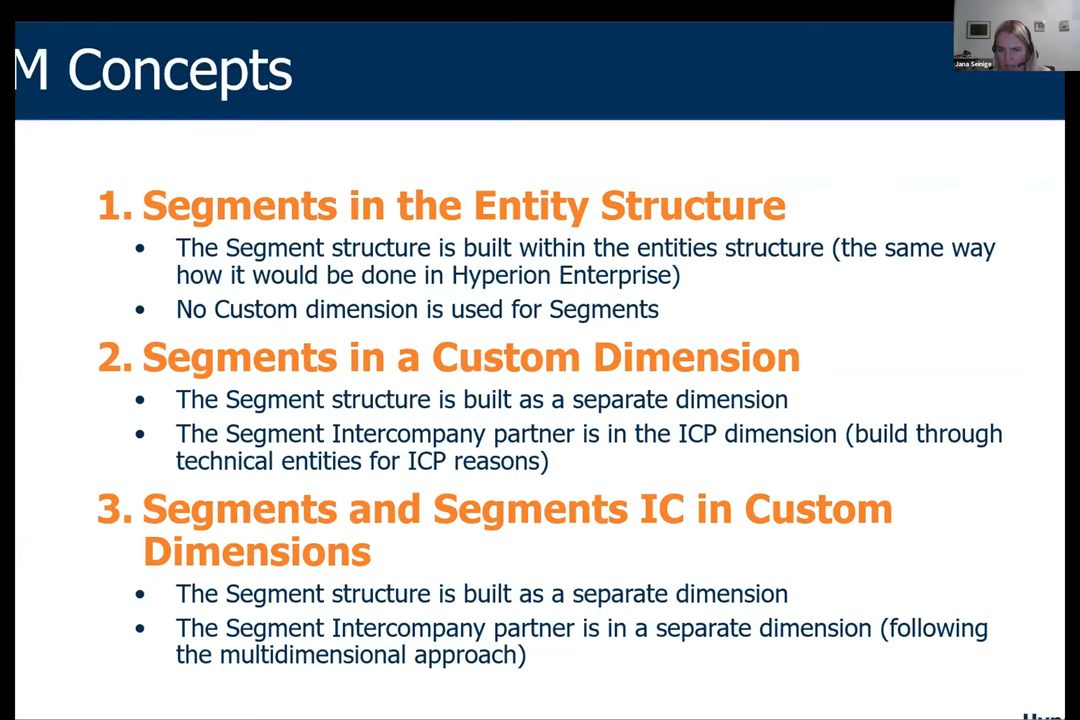 M Concepts
Jana Seinige
1. Segments in the Entity Structure
• The Segment structure is built within the entities structure (the same way
how it would be done in Hyperion Enterprise)
• No Custom dimension is used for Segments
2. Segments in a Custom Dimension
• The Segment structure is built as a separate dimension
• The Segment Intercompany partner is in the ICP dimension (build through
technical entities for ICP reasons)
3. Segments and Segments IC in Custom
Dimensions
• The Segment structure is built as a separate dimension
• The Segment Intercompany partner is in a separate dimension (following
the multidimensional approach)